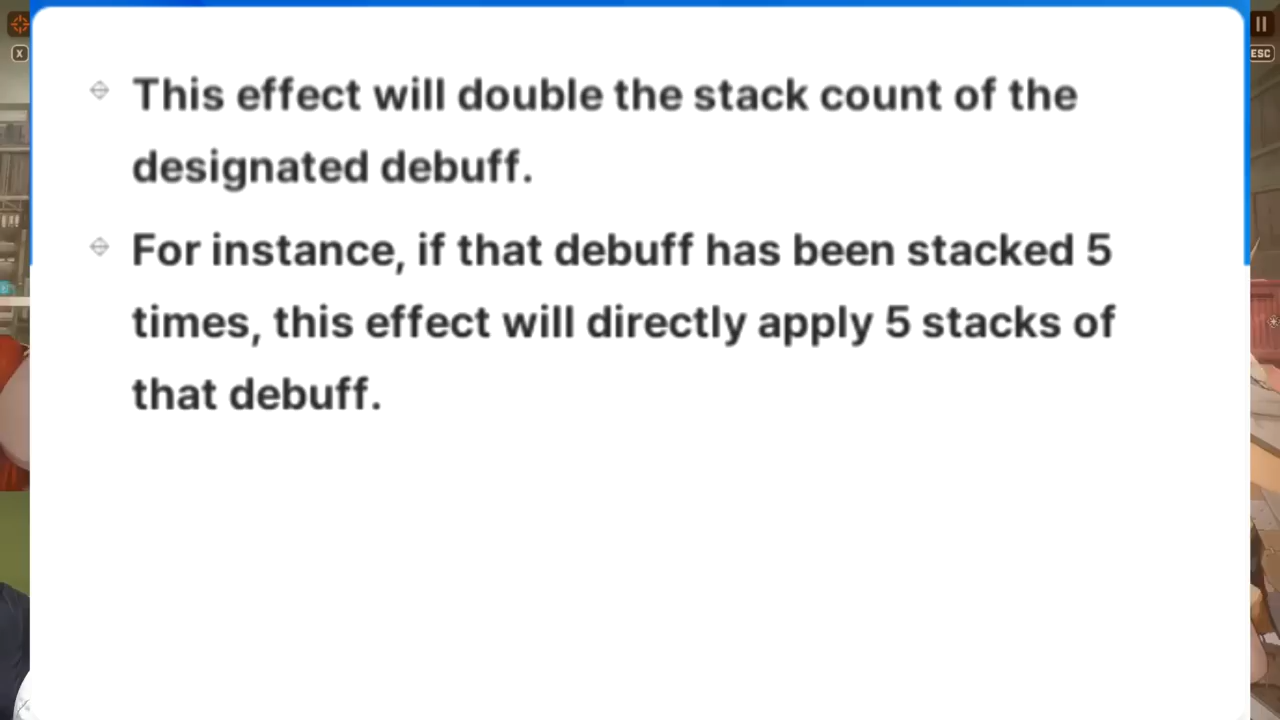 X
ESC
This effect will double the stack count of the
designated debuff.
For instance, if that debuff has been stacked 5
times, this effect will directly apply 5 stacks of
that debuff.